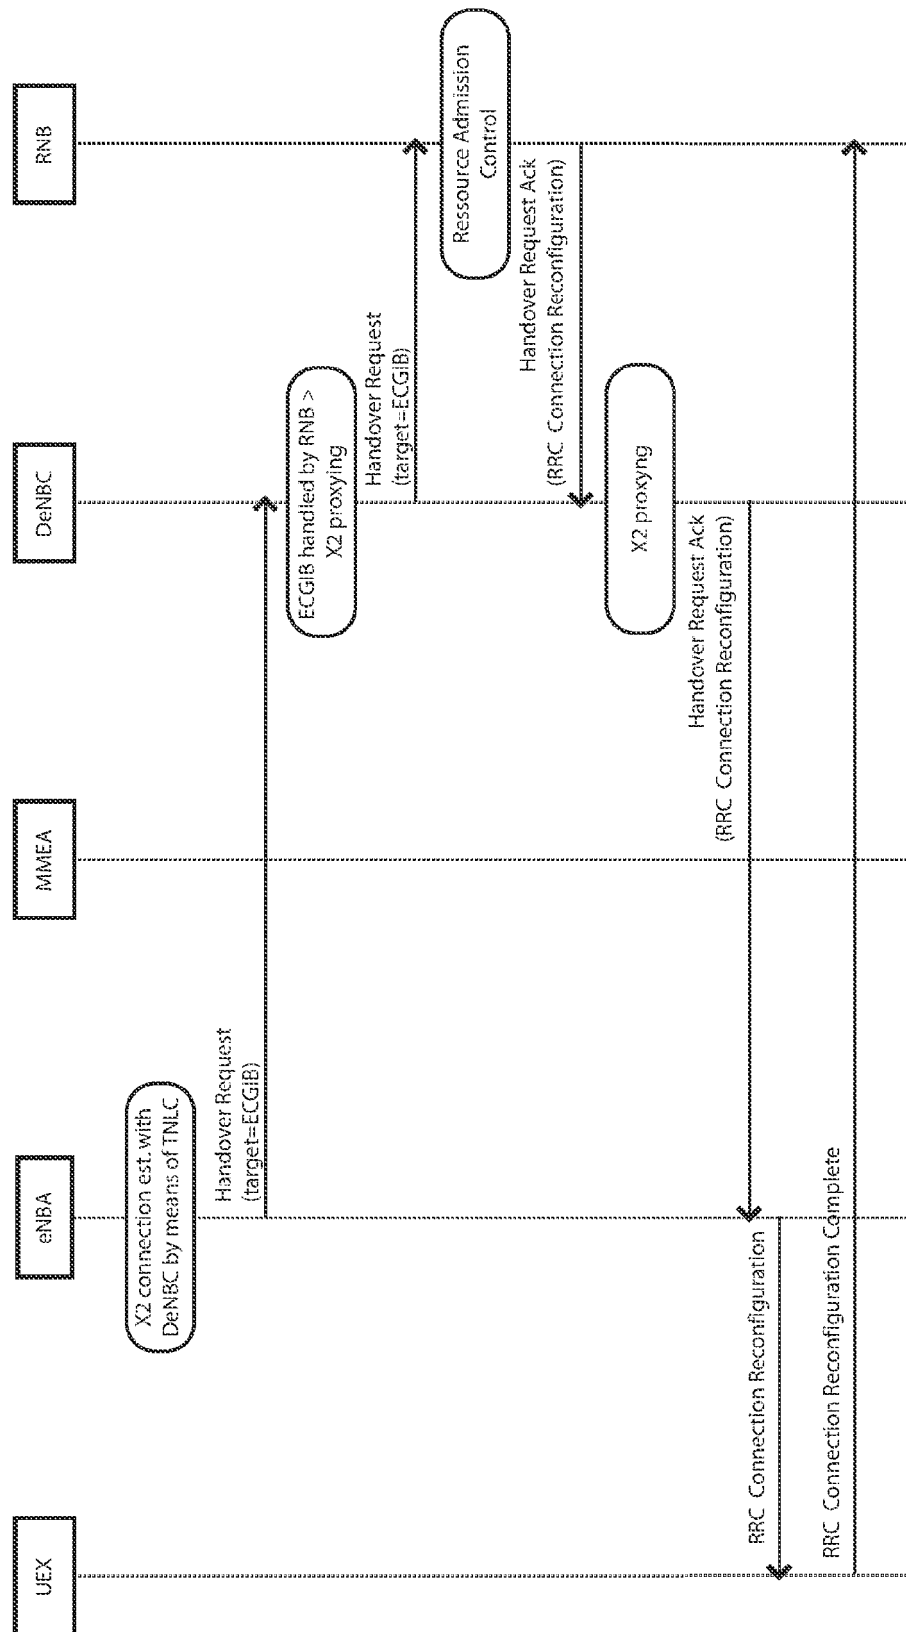 UEX
eNBA
MMEA
DeNBC
RNB
X2 connection est. with
DeNBC by means of TNLC
Handover Request
(target=ECGIB)
ECGIB handled by RNB >
X2 proxying
Handover Request
(target=ECGIB)
Ressource Admission
Control
Handover Request Ack
(RRC Connection Reconfiguration)
X2 proxyng
Handover Request Ack
(RRC Connection Reconfiguration)
RRC Connection Reconfiguration
RRC Connection Reconfiguration Complete